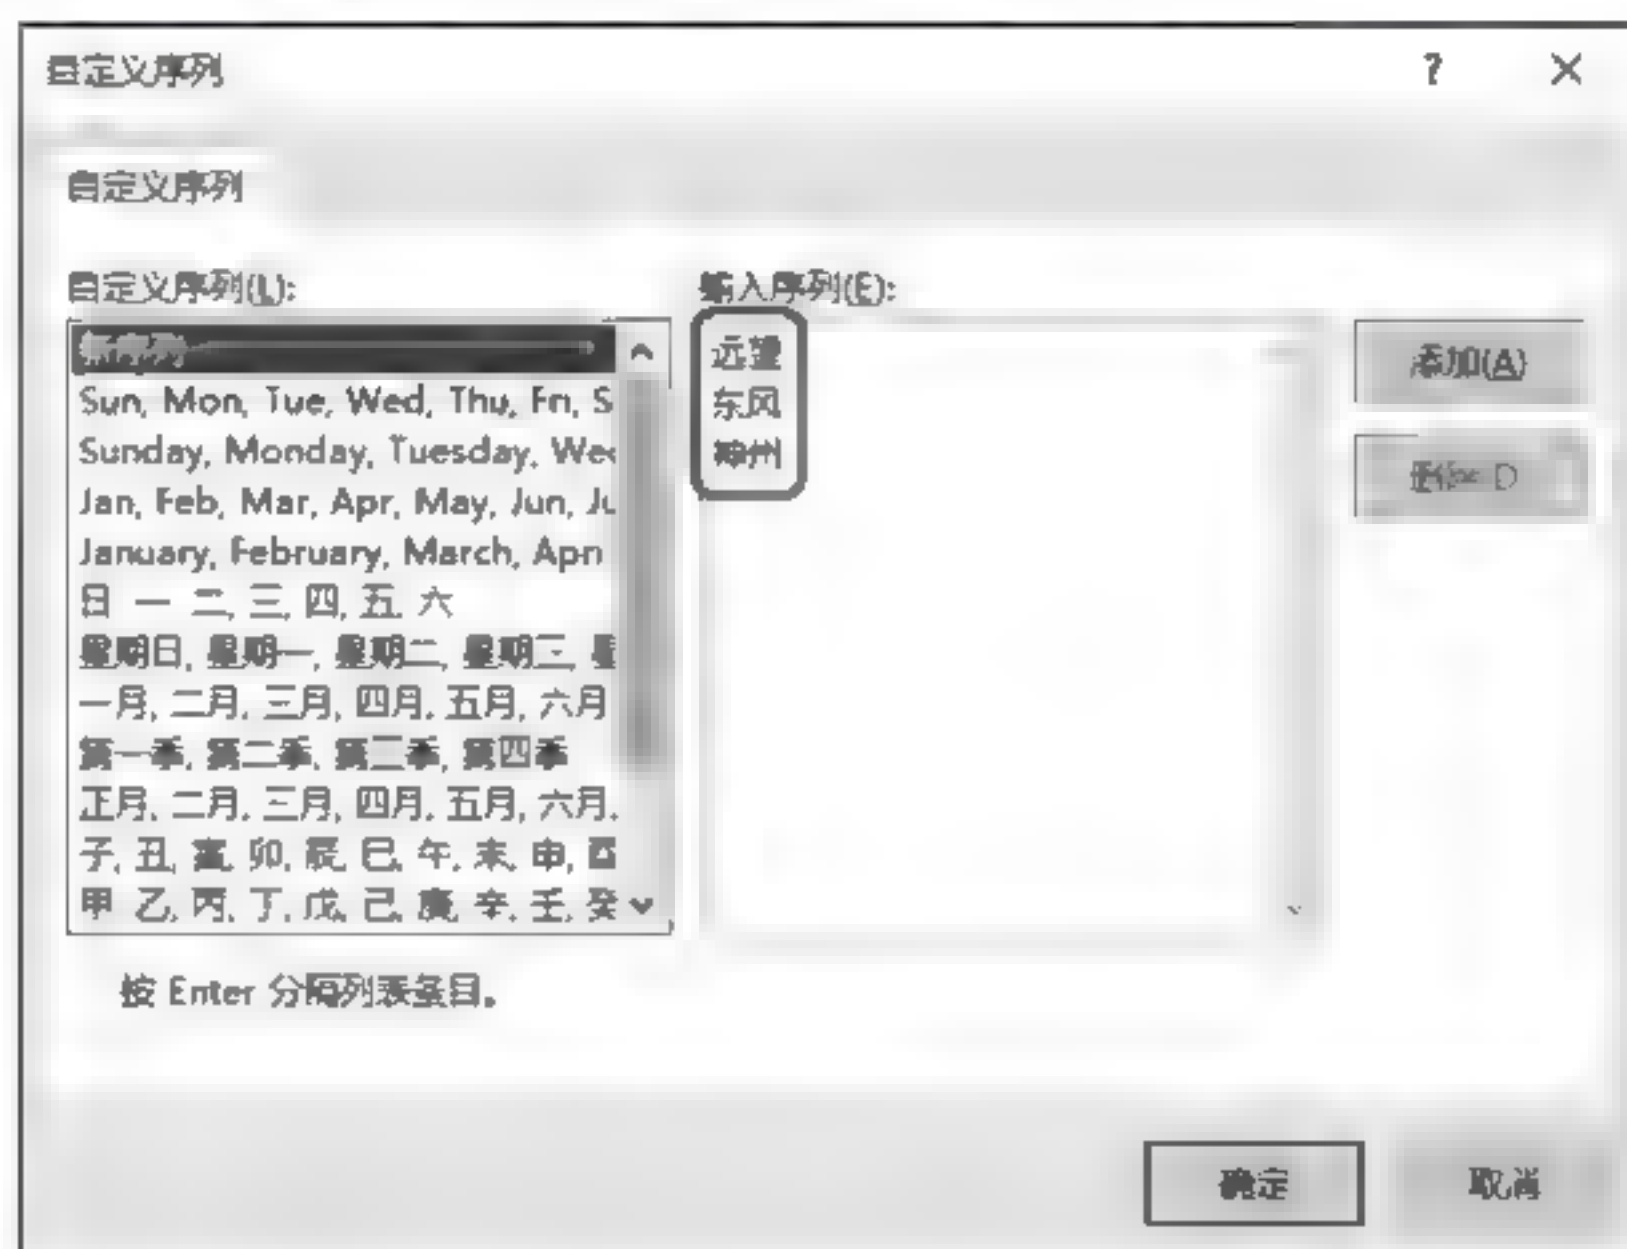 自定义序列
?
×
自定义序列
自定义序列(L):
新序列
Sun, Mon, Tue, Wed, Thu, Fri, S
Sunday, Monday, Tuesday, Wed
Jan, Feb, Mar, Apr, May, Jun, Ju
January, February, March, Apri
日, 一, 二, 三, 四, 五, 六
星期日, 星期一, 星期二, 星期三, 星
一月, 二月, 三月, 四月, 五月, 六月
第一季, 第二季, 第三季, 第四季
正月, 二月, 三月, 四月, 五月, 六月,
子, 丑, 寅, 卯, 辰, 巳, 午, 未, 申, 酉
甲, 乙, 丙, 丁, 戊, 己, 庚, 辛, 壬, 癸
输入序列(E):
远望
东风
神州
添加(A)
删除(D)
按 Enter 分隔列表条目。
确定
取消